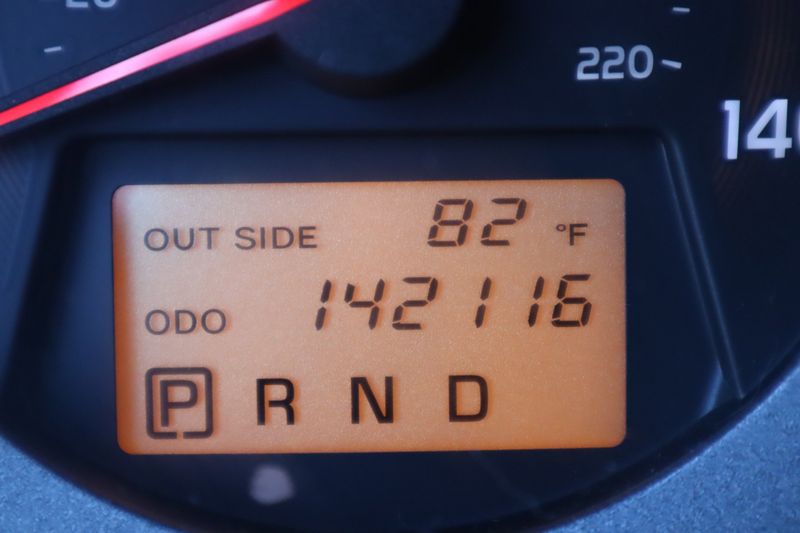 220
OUT SIDE 82 °F
ODO 142116
P R N D